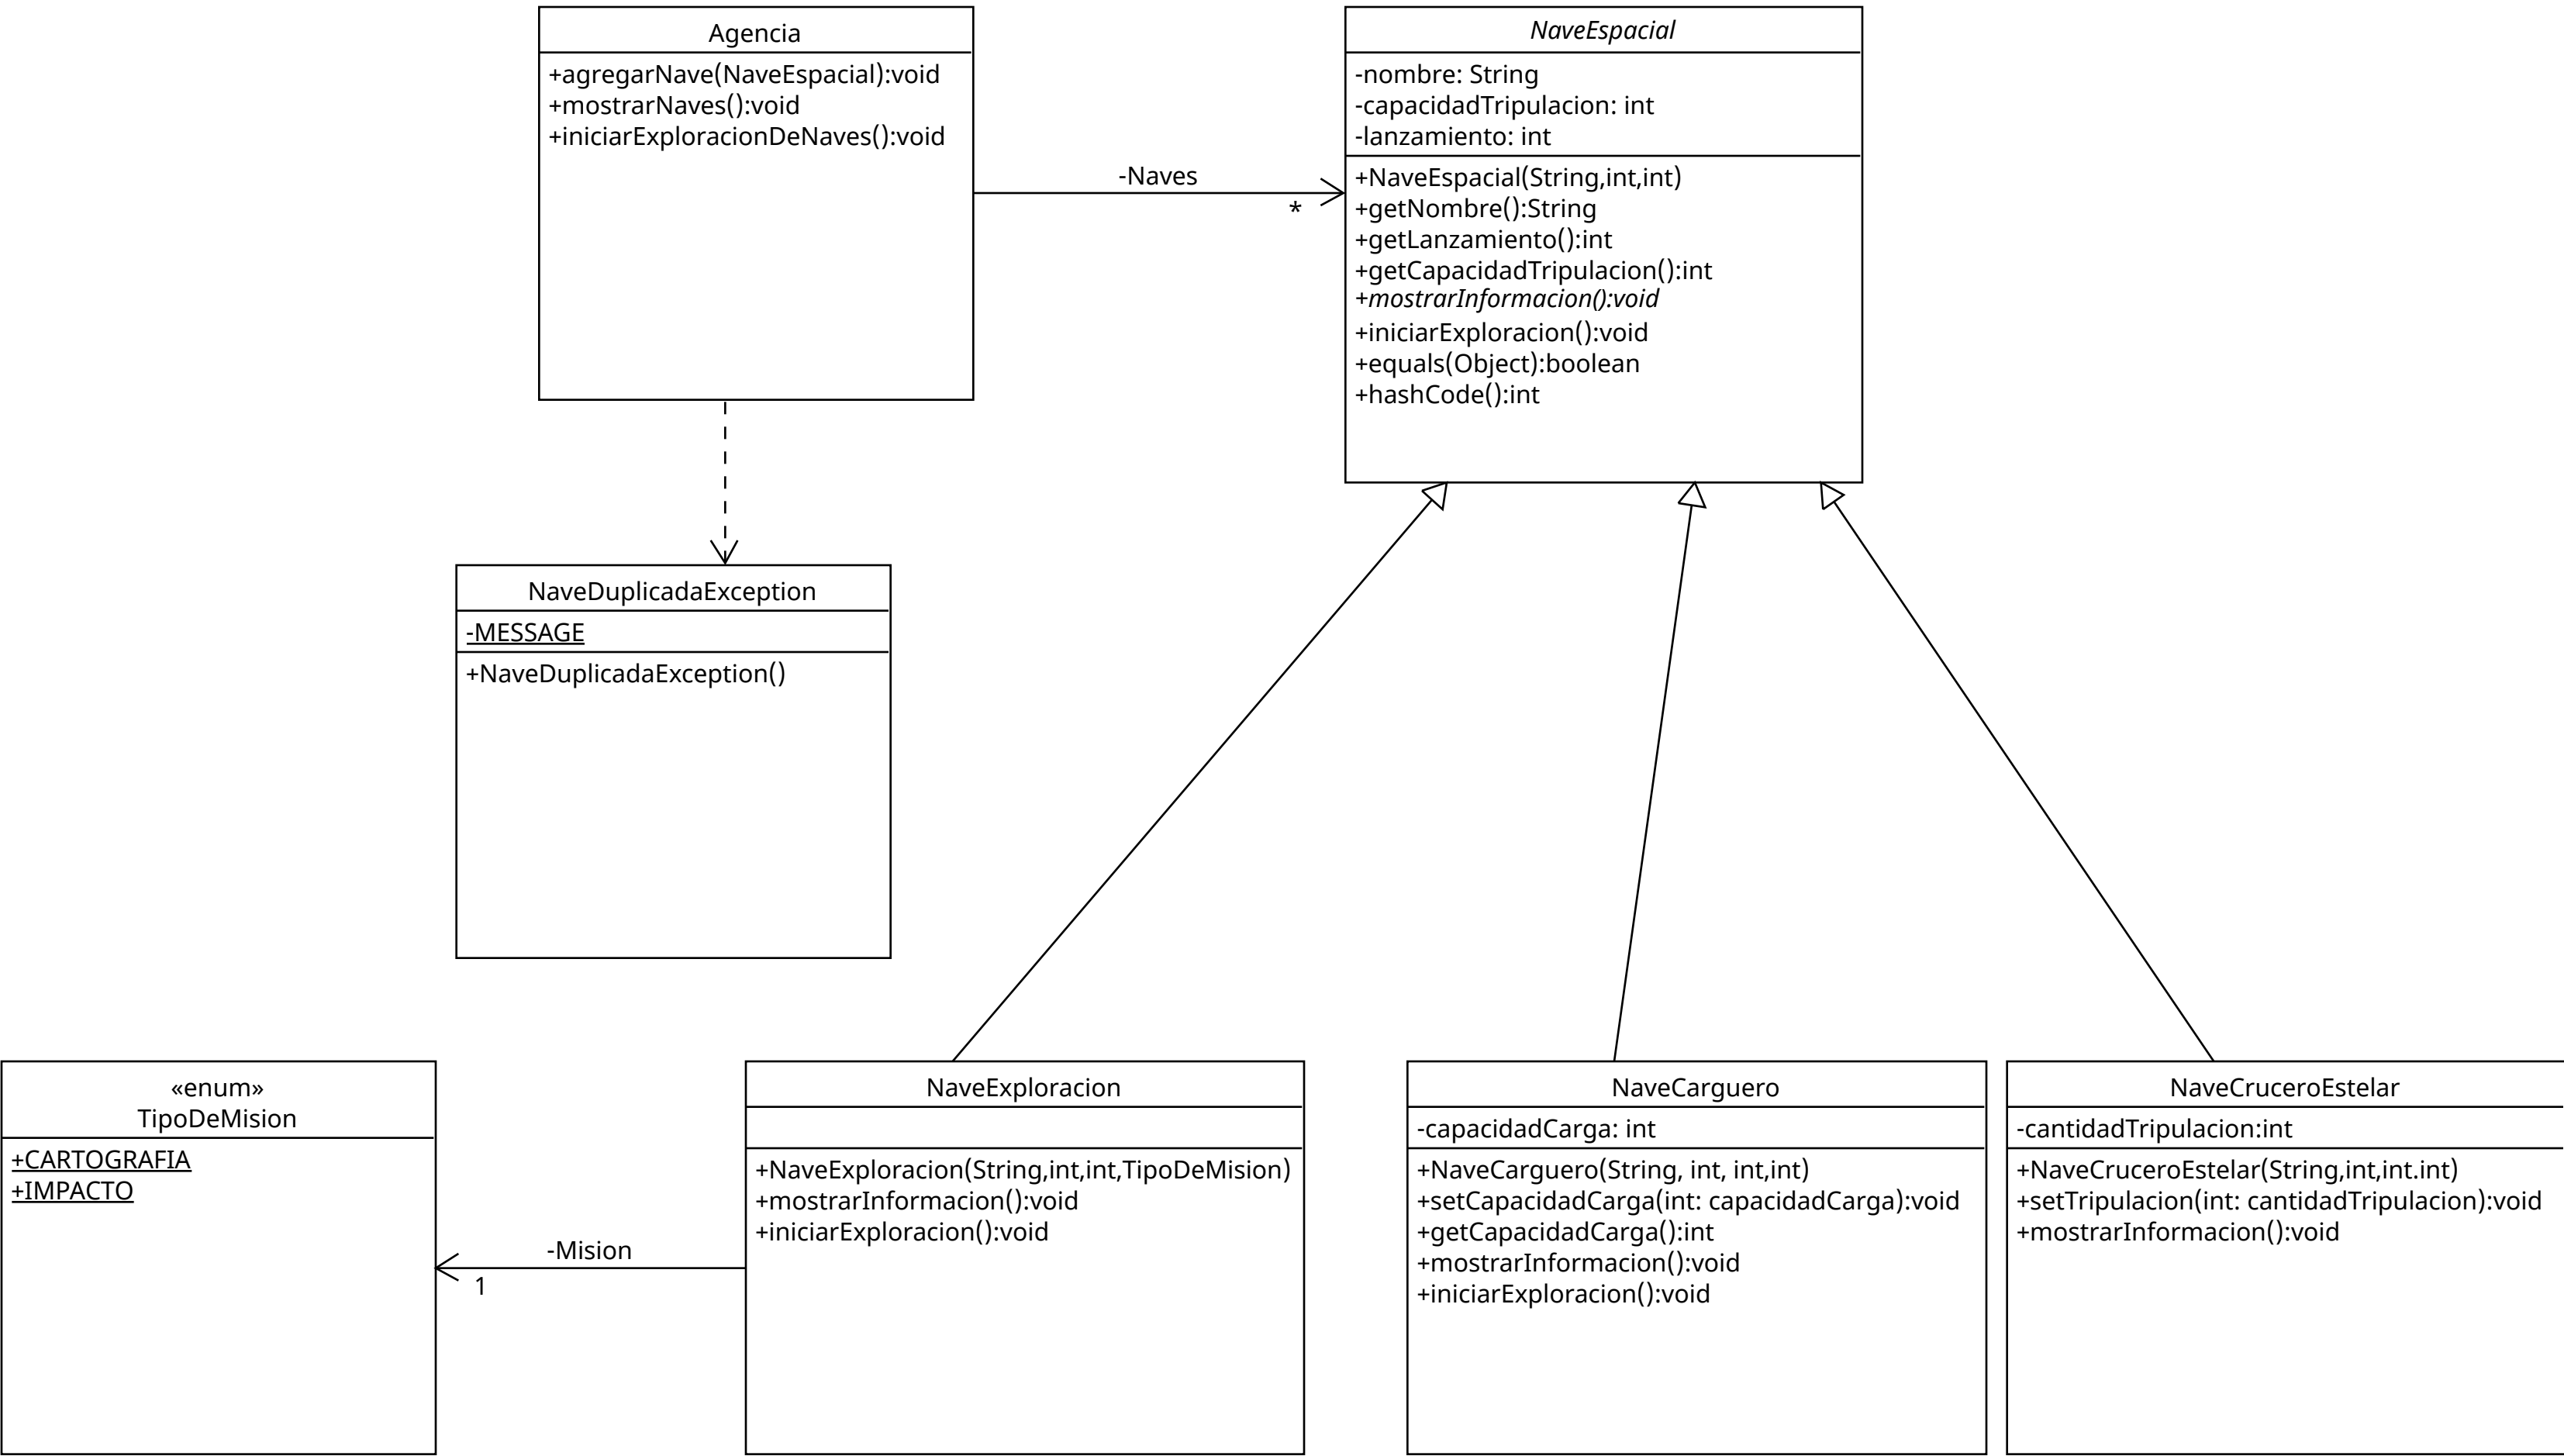 Agencia
+agregarNave(NaveEspacial):void
+mostrarNaves():void
+iniciarExploracionDeNaves():void
-Naves
*
NaveEspacial
-nombre: String
-capacidadTripulacion: int
-lanzamiento: int
+NaveEspacial(String,int,int)
+getNombre():String
+getLanzamiento():int
+getCapacidadTripulacion():int
+mostrarInformacion():void
+iniciarExploracion():void
+equals(Object):boolean
+hashCode():int
NaveDuplicadaException
-MESSAGE
+NaveDuplicadaException()
«enum»
TipoDeMision
+CARTOGRAFIA
+IMPACTO
-Mision
1
NaveExploracion
+NaveExploracion(String,int,int,TipoDeMision)
+mostrarInformacion():void
+iniciarExploracion():void
NaveCarguero
-capacidadCarga: int
+NaveCarguero(String, int, int,int)
+setCapacidadCarga(int: capacidadCarga):void
+getCapacidadCarga():int
+mostrarInformacion():void
+iniciarExploracion():void
NaveCruceroEstelar
-cantidadTripulacion:int
+NaveCruceroEstelar(String,int,int.int)
+setTripulacion(int: cantidadTripulacion):void
+mostrarInformacion():void